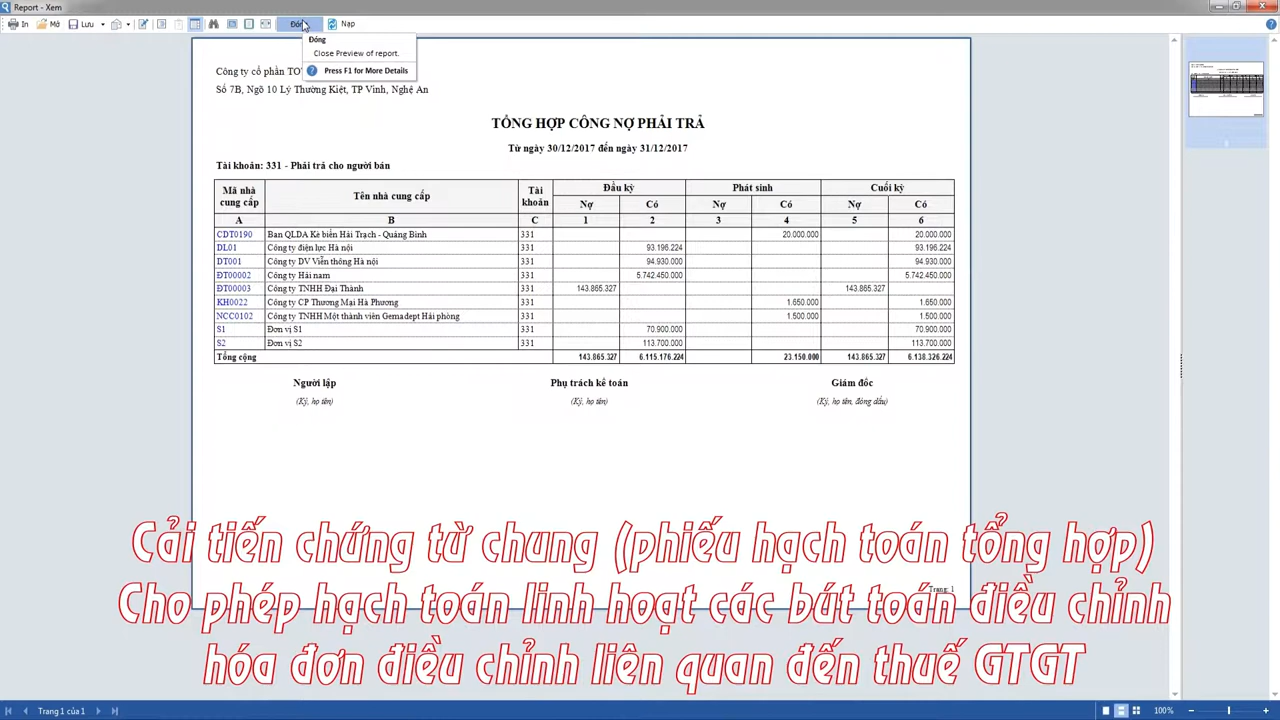 Report - Xem
In Mở Lưu Đóng Nạp
Đóng
Close Preview of report.
Press F1 for More Details
Công ty cổ phần
Số 7B, Ngõ 10 Lý Thường Kiệt, TP Vinh, Nghệ An
TỔNG HỢP CÔNG NỢ PHẢI TRẢ
Từ ngày 30/12/2017 đến ngày 31/12/2017
Tài khoản: 331 - Phải trả cho người bán
Mã nhà cung cấp Tên nhà cung cấp Tài khoản Đầu kỳ Phát sinh Cuối kỳ
Nợ Có Nợ Có Nợ Có
A B C 1 2 3 4 5 6
CDT0190 Ban QLDA Kè biển Hải Trạch - Quảng Bình 331 20.000.000 20.000.000
DL01 Công ty điện lực Hà nội 331 93.196.224 93.196.224
DT001 Công ty DV Viễn thông Hà nội 331 94.930.000 94.930.000
ĐT00002 Công ty Hải nam 331 5.742.450.000 5.742.450.000
ĐT00003 Công ty TNHH Đại Thành 331 143.865.327 143.865.327
KH0022 Công ty CP Thương Mại Hà Phương 331 1.650.000 1.650.000
NCC0102 Công ty TNHH Một thành viên Gemadept Hải phòng 331 1.500.000 1.500.000
S1 Đơn vị S1 331 70.900.000 70.900.000
S2 Đơn vị S2 331 113.700.000 113.700.000
Tổng cộng 143.865.327 6.115.176.224 23.150.000 143.865.327 6.138.326.224
Người lập Phụ trách kế toán Giám đốc
(Ký, họ tên) (Ký, họ tên) (Ký, họ tên, đóng dấu)
Cải tiến chứng từ chung (phiếu hạch toán tổng hợp)
Trang: 1
Cho phép hạch toán linh hoạt các bút toán điều chỉnh
hóa đơn điều chỉnh liên quan đến thuế GTGT
Trang 1 của 1 100%